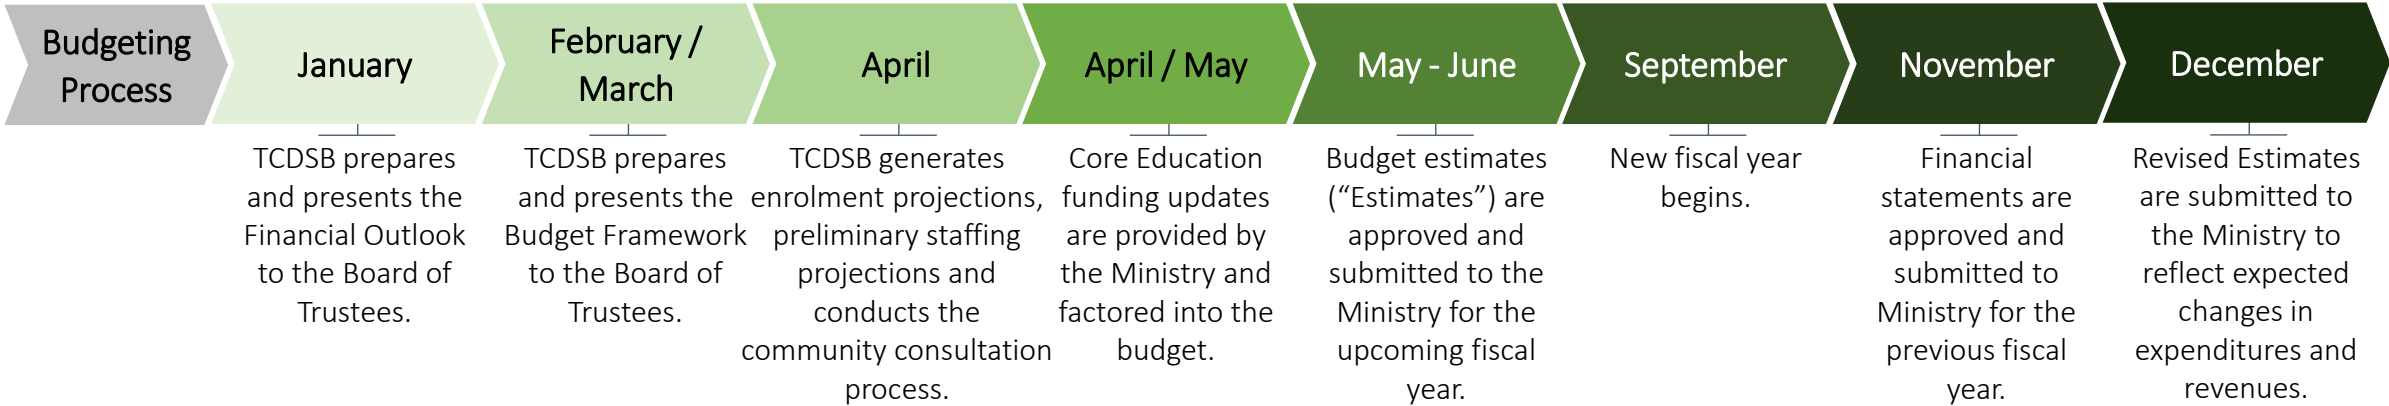 Budgeting
Process
January
February /
March
April
April / May
May - June
September
November
December
TCDSB prepares
and presents the
Financial Outlook
to the Board of
Trustees.
TCDSB prepares
and presents the
Budget Framework
to the Board of
Trustees.
TCDSB generates
enrolment projections,
preliminary staffing
projections and
conducts the
community consultation
process.
Core Education
funding updates
are provided by
the Ministry and
factored into the
budget.
Budget estimates
(“Estimates”) are
approved and
submitted to the
Ministry for the
upcoming fiscal
year.
New fiscal year
begins.
Financial
statements are
approved and
submitted to
Ministry for the
previous fiscal
year.
Revised Estimates
are submitted to
the Ministry to
reflect expected
changes in
expenditures and
revenues.